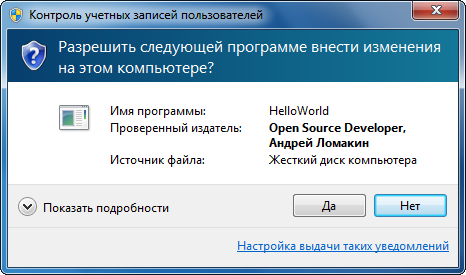 Контроль учетных записей пользователей
Разрешить следующей программе внести изменения
на этом компьютере?
Имя программы: HelloWorld
Проверенный издатель: Open Source Developer,
Андрей Ломакин
Источник файла: Жесткий диск компьютера
Показать подробности
Да
Нет
Настройка выдачи таких уведомлений